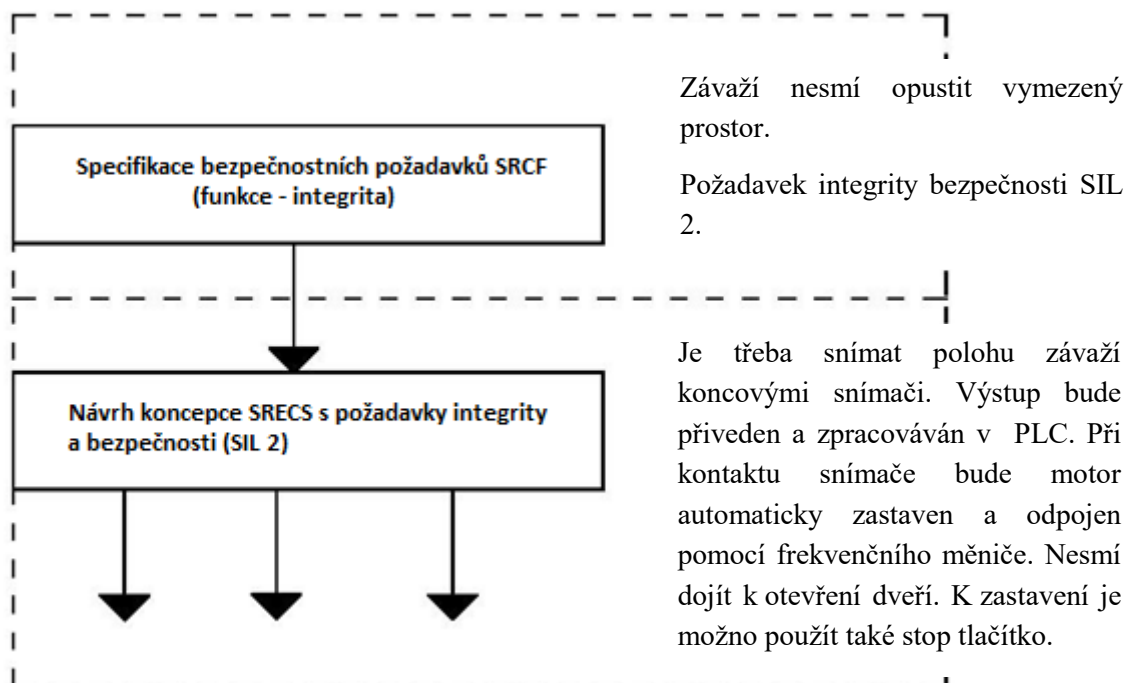 Závaží nesmí opustit vymezený
prostor.
Specifikace bezpečnostních požadavků SRCF
(funkce - integrita)
Požadavek integrity bezpečnosti SIL
2.
Návrh koncepce SRECS s požadavky integrity
a bezpečnosti (SIL 2)
Je třeba snímat polohu závaží
koncovými snímači. Výstup bude
přiveden a zpracováván v PLC. Při
kontaktu snímače bude motor
automaticky zastaven a odpojen
pomocí frekvenčního měniče. Nesmí
dojít k otevření dveří. K zastavení je
možno použít také stop tlačítko.